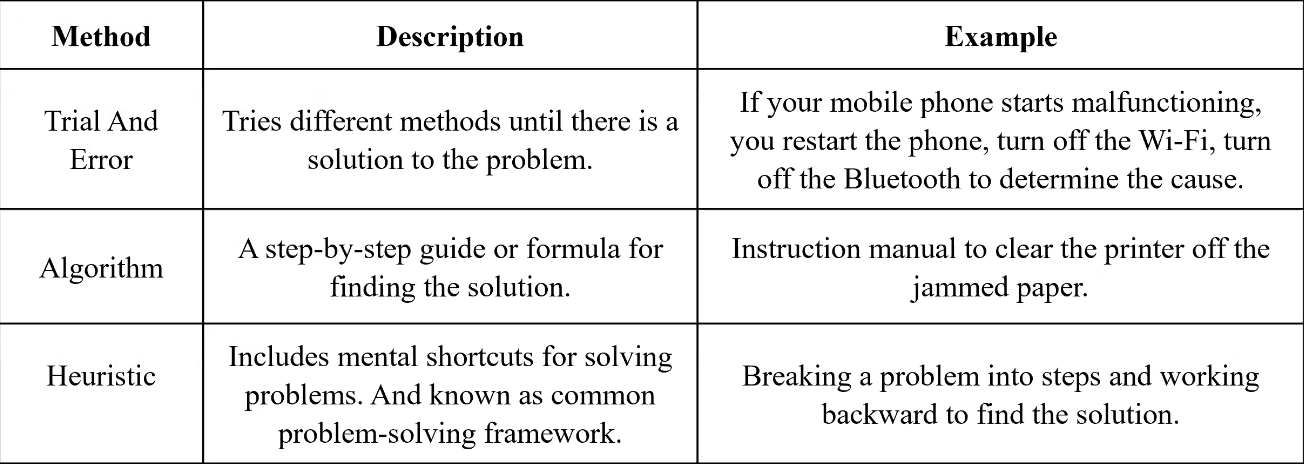 Method
Description
Example
Trial And
Error
Tries different methods until there is a
solution to the problem.
If your mobile phone starts malfunctioning,
you restart the phone, turn off the Wi-Fi, turn
off the Bluetooth to determine the cause.
Algorithm
A step-by-step guide or formula for
finding the solution.
Instruction manual to clear the printer off the
jammed paper.
Heuristic
Includes mental shortcuts for solving
problems. And known as common
problem-solving framework.
Breaking a problem into steps and working
backward to find the solution.